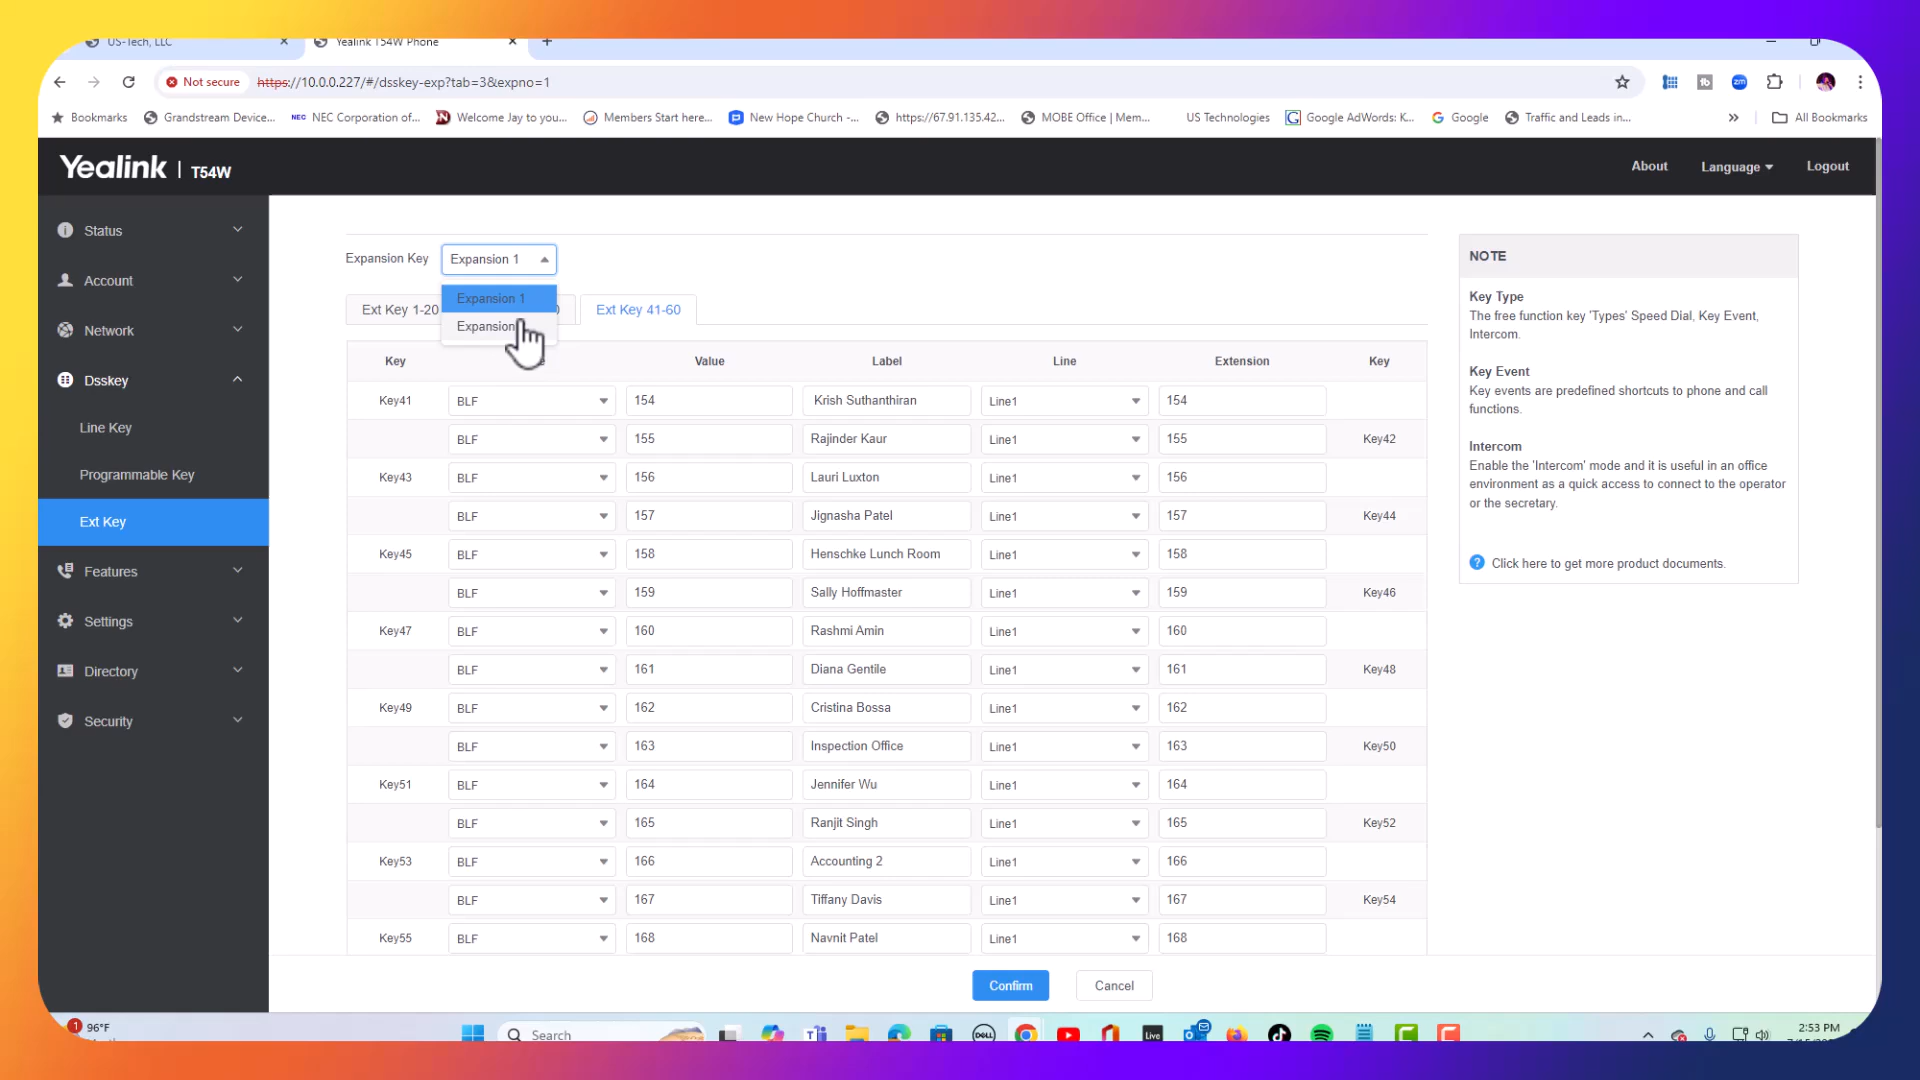 US-Tech, LLC
Yealink T54W Phone
Not secure https://10.0.0.227/#/dsskey-exp?tab=3&expno=1
Bookmarks Grandstream Device... NEC NEC Corporation of... Welcome Jay to you... Members Start here... New Hope Church -... https://67.91.135.42... MOBE Office | Mem... US Technologies Google AdWords: K... Google Traffic and Leads in... » All Bookmarks
Yealink | T54W
About Language Logout
Status
Account
Network
Dsskey
Line Key
Programmable Key
Ext Key
Features
Settings
Directory
Security
Expansion Key Expansion 1
Expansion 1
Expansion
Ext Key 1-20 Ext Key 41-60
Key Value Label Line Extension Key
Key41 BLF 154 Krish Suthanthiran Line1 154
BLF 155 Rajinder Kaur Line1 155 Key42
Key43 BLF 156 Lauri Luxton Line1 156
BLF 157 Jignasha Patel Line1 157 Key44
Key45 BLF 158 Henschke Lunch Room Line1 158
BLF 159 Sally Hoffmaster Line1 159 Key46
Key47 BLF 160 Rashmi Amin Line1 160
BLF 161 Diana Gentile Line1 161 Key48
Key49 BLF 162 Cristina Bossa Line1 162
BLF 163 Inspection Office Line1 163 Key50
Key51 BLF 164 Jennifer Wu Line1 164
BLF 165 Ranjit Singh Line1 165 Key52
Key53 BLF 166 Accounting 2 Line1 166
BLF 167 Tiffany Davis Line1 167 Key54
Key55 BLF 168 Navnit Patel Line1 168
Confirm Cancel
NOTE
Key Type
The free function key 'Types' Speed Dial, Key Event,
Intercom.
Key Event
Key events are predefined shortcuts to phone and call
functions.
Intercom
Enable the 'Intercom' mode and it is useful in an office
environment as a quick access to connect to the operator
or the secretary.
Click here to get more product documents.
1 96°F
Search
DELL
Live
2:53 PM